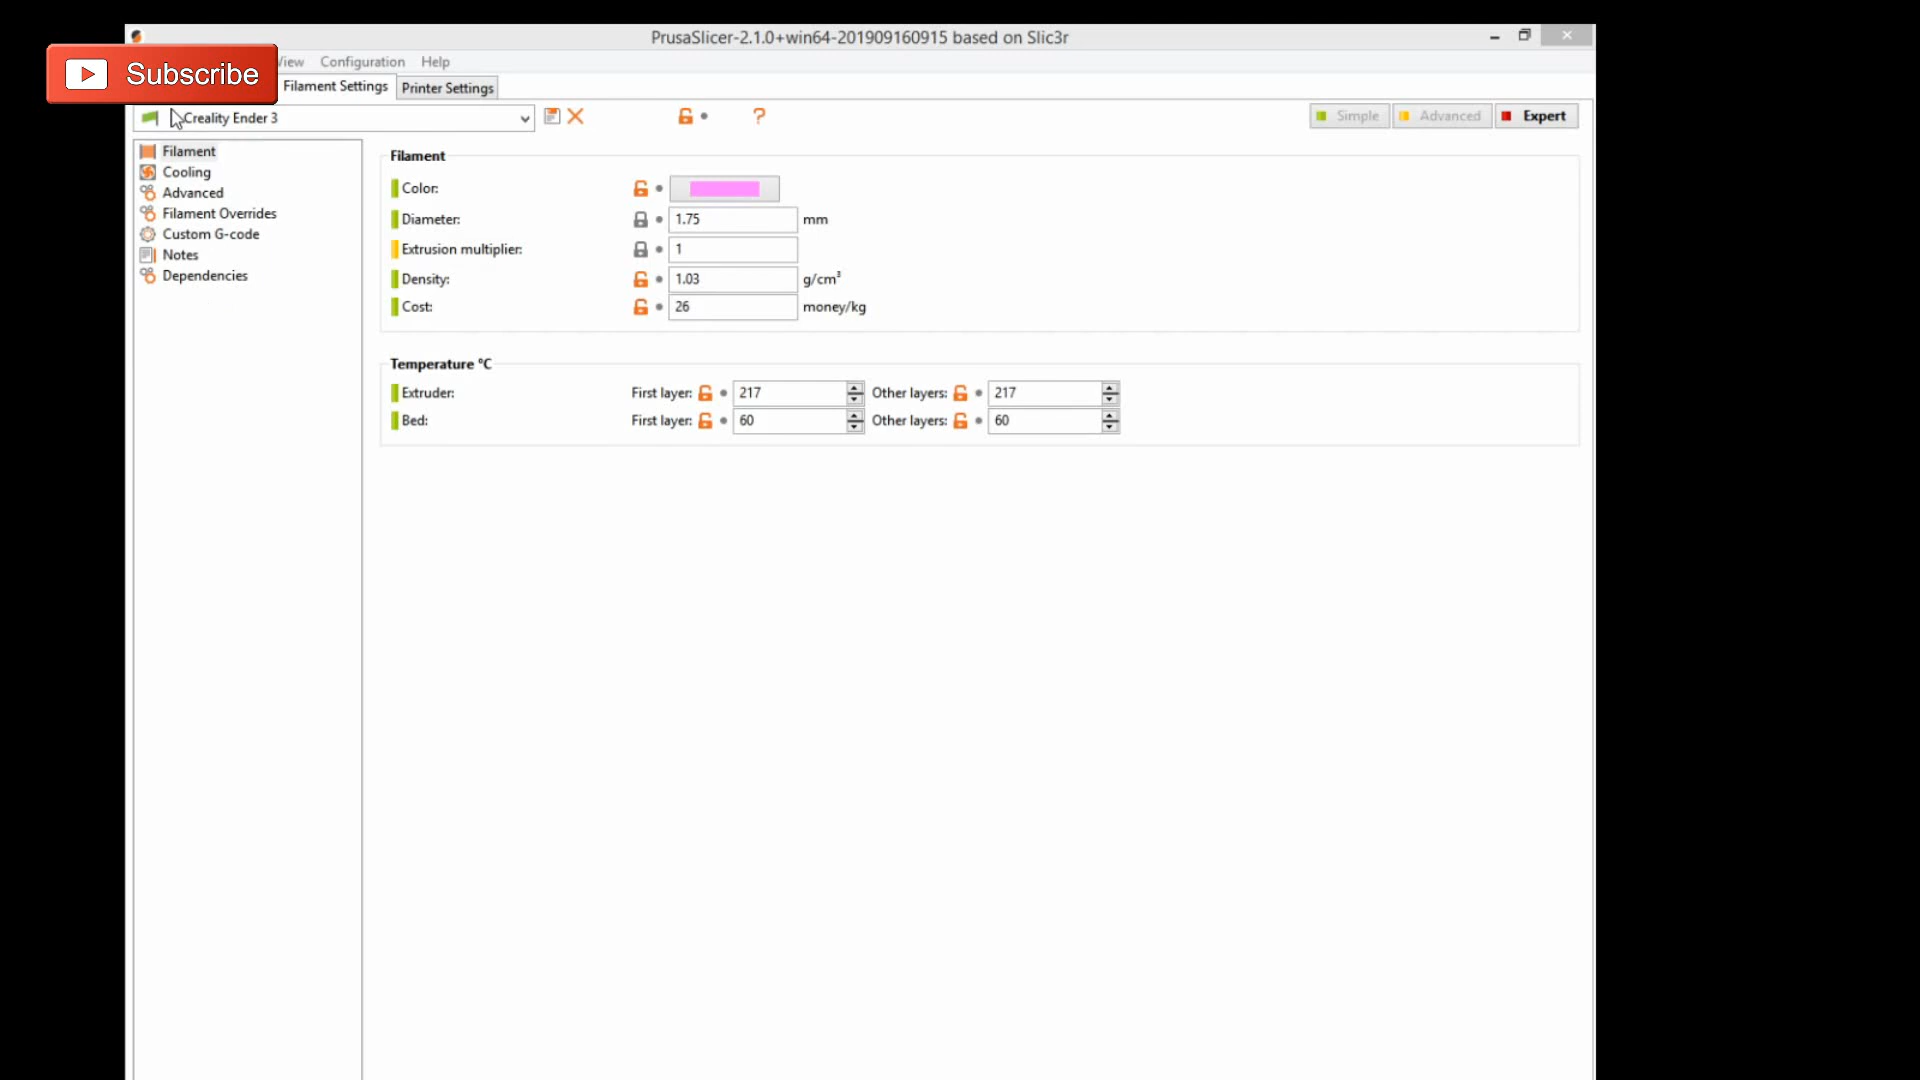 PrusaSlicer-2.1.0+win64-201909160915 based on Slic3r
Subscribe
View Configuration Help
Filament Settings Printer Settings
Creality Ender 3
? Simple Advanced Expert
Filament
Cooling
Advanced
Filament Overrides
Custom G-code
Notes
Dependencies
Filament
Color:
Diameter: 1.75 mm
Extrusion multiplier: 1
Density: 1.03 g/cm³
Cost: 26 money/kg
Temperature °C
Extruder: First layer: 217 Other layers: 217
Bed: First layer: 60 Other layers: 60